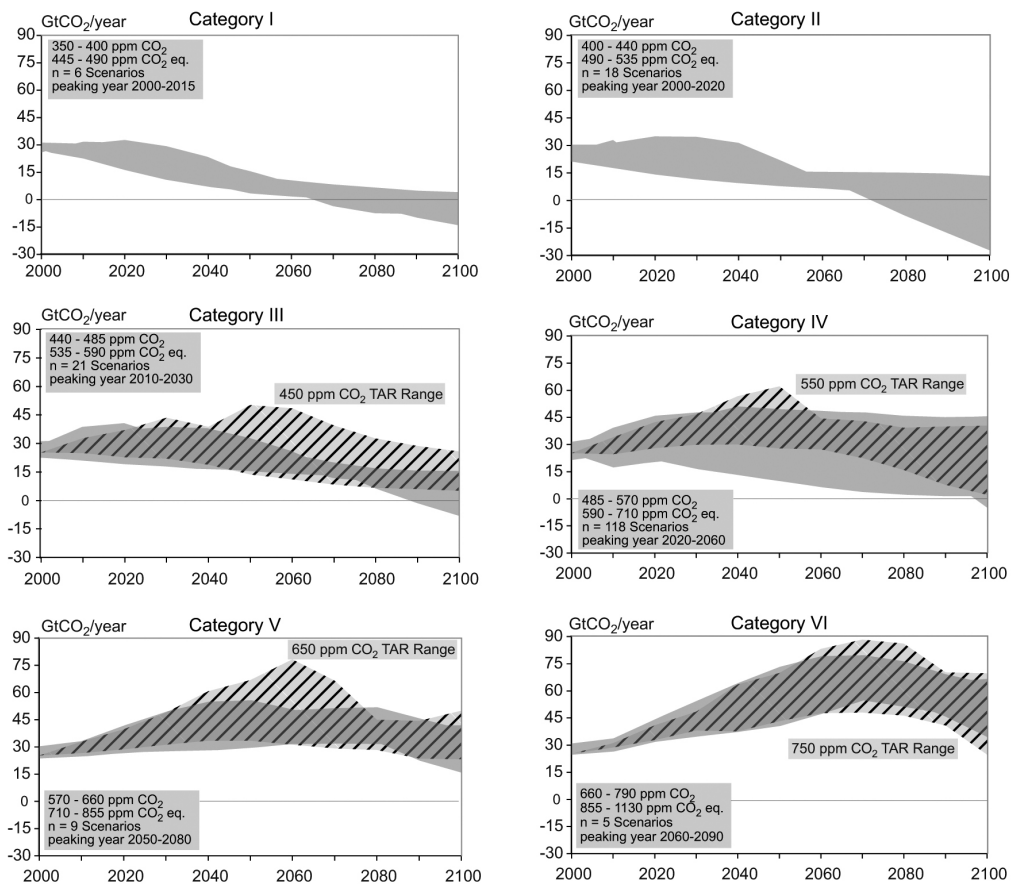 GtCO2/year
Category I
90
75
60
45
30
15
0
-15
-30
350 - 400 ppm CO2
445 - 490 ppm CO2 eq.
n = 6 Scenarios
peaking year 2000-2015
2000 2020 2040 2060 2080 2100
GtCO2/year
Category II
90
75
60
45
30
15
0
-15
-30
400 - 440 ppm CO2
490 - 535 ppm CO2 eq.
n = 18 Scenarios
peaking year 2000-2020
2000 2020 2040 2060 2080 2100
GtCO2/year
Category III
90
75
60
45
30
15
0
-15
-30
440 - 485 ppm CO2
535 - 590 ppm CO2 eq.
n = 21 Scenarios
peaking year 2010-2030
450 ppm CO2 TAR Range
2000 2020 2040 2060 2080 2100
GtCO2/year
Category IV
90
75
60
45
30
15
0
-15
-30
550 ppm CO2 TAR Range
485 - 570 ppm CO2
590 - 710 ppm CO2 eq.
n = 118 Scenarios
peaking year 2020-2060
2000 2020 2040 2060 2080 2100
GtCO2/year
Category V
90
75
60
45
30
15
0
-15
-30
650 ppm CO2 TAR Range
570 - 660 ppm CO2
710 - 855 ppm CO2 eq.
n = 9 Scenarios
peaking year 2050-2080
2000 2020 2040 2060 2080 2100
GtCO2/year
Category VI
90
75
60
45
30
15
0
-15
-30
750 ppm CO2 TAR Range
660 - 790 ppm CO2
855 - 1130 ppm CO2 eq.
n = 5 Scenarios
peaking year 2060-2090
2000 2020 2040 2060 2080 2100